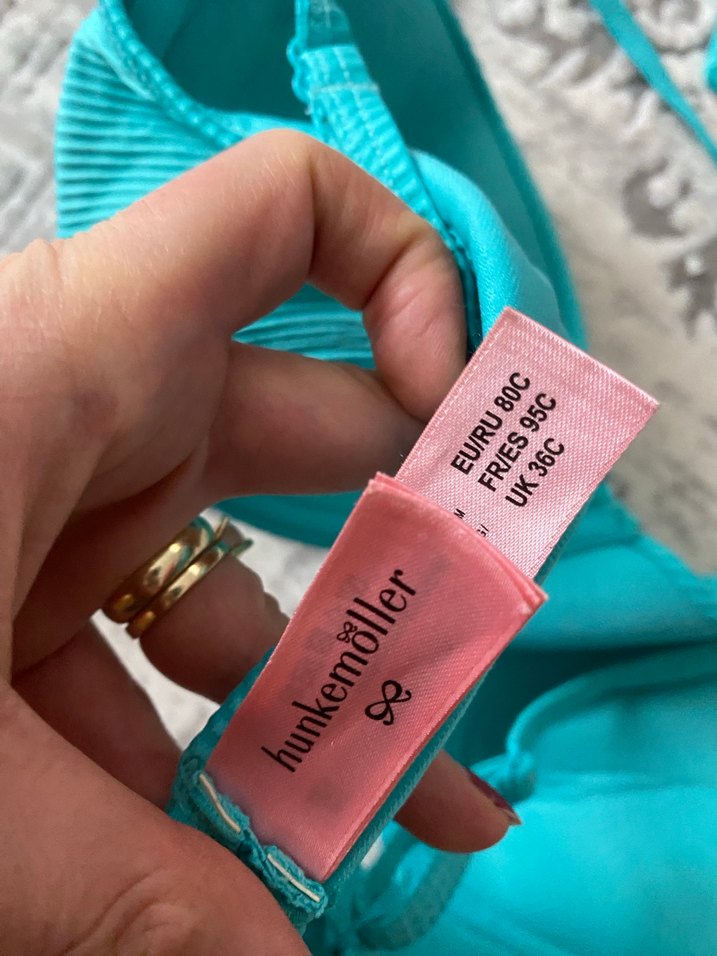 EU/RU 80C
FR/ES 95C
UK 36C
hunkemöller